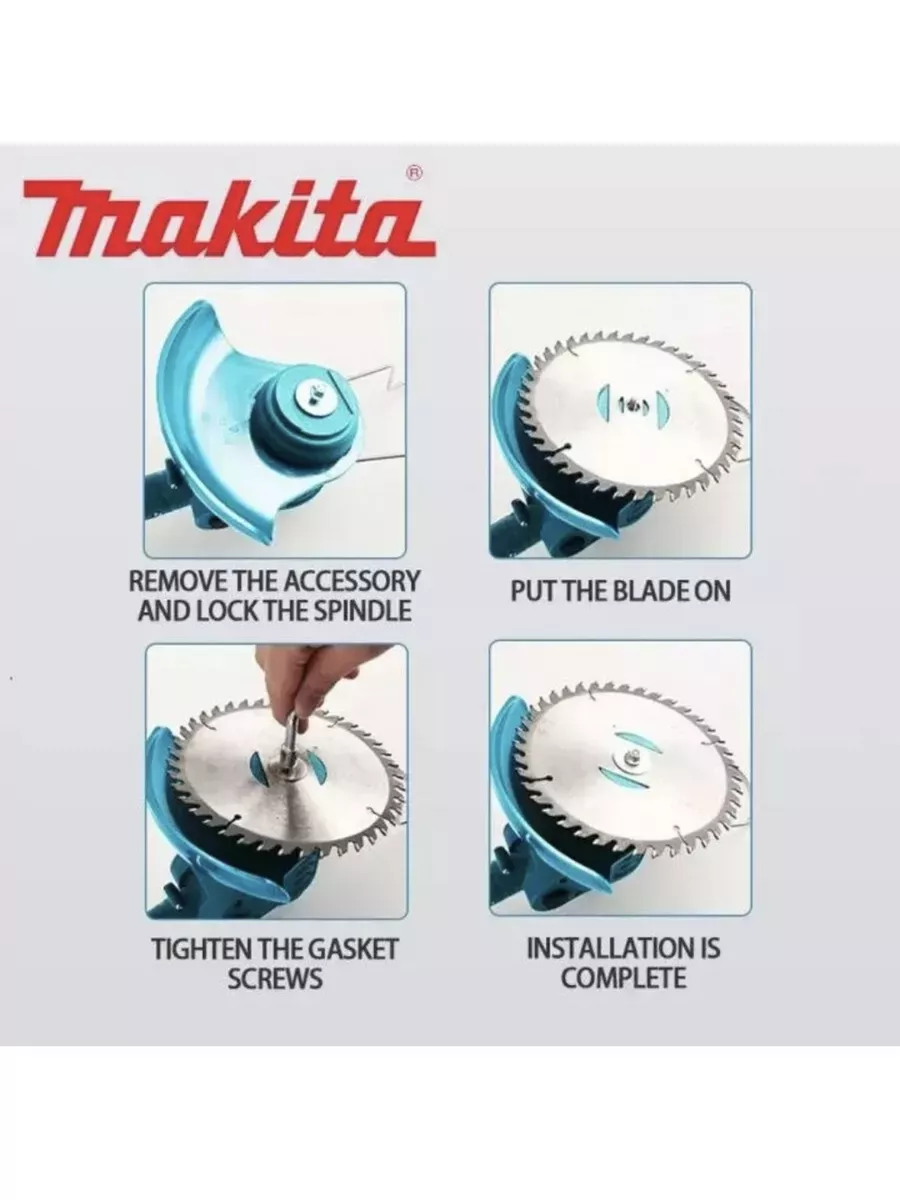 makita®
REMOVE THE ACCESSORY
AND LOCK THE SPINDLE
PUT THE BLADE ON
TIGHTEN THE GASKET
SCREWS
INSTALLATION IS
COMPLETE